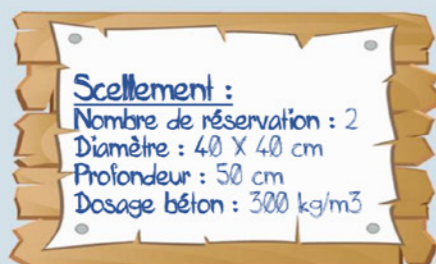 Scellement :
Nombre de réservation : 2
Diamètre : 40 X 40 cm
Profondeur : 50 cm
Dosage béton : 300 kg/m3